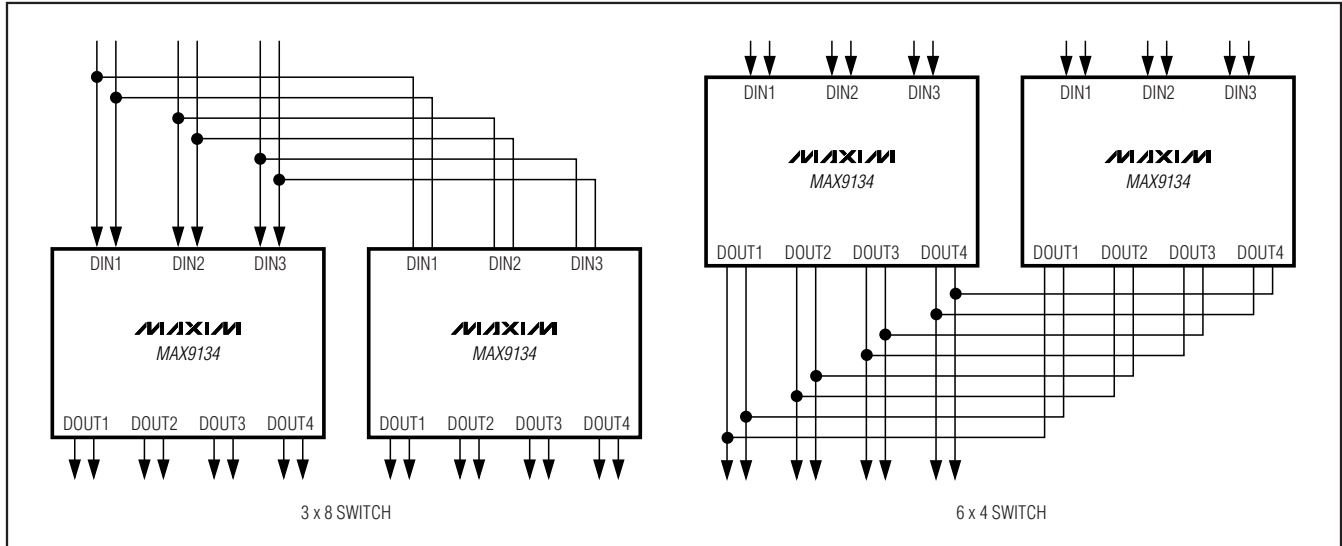 DIN1 DIN2 DIN3 DIN1 DIN2 DIN3
MAXIM
MAX9134
MAXIM
MAX9134
DOUT1 DOUT2 DOUT3 DOUT4 DOUT1 DOUT2 DOUT3 DOUT4
3 x 8 SWITCH
DIN1 DIN2 DIN3 DIN1 DIN2 DIN3
MAXIM
MAX9134
MAXIM
MAX9134
DOUT1 DOUT2 DOUT3 DOUT4 DOUT1 DOUT2 DOUT3 DOUT4
6 x 4 SWITCH